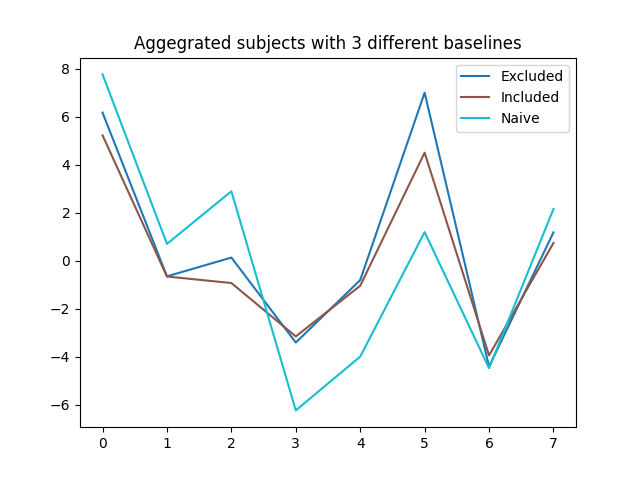 Aggegrated subjects with 3 different baselines
Excluded
Included
Naive
8
6
4
2
0
−2
−4
−6
0 1 2 3 4 5 6 7